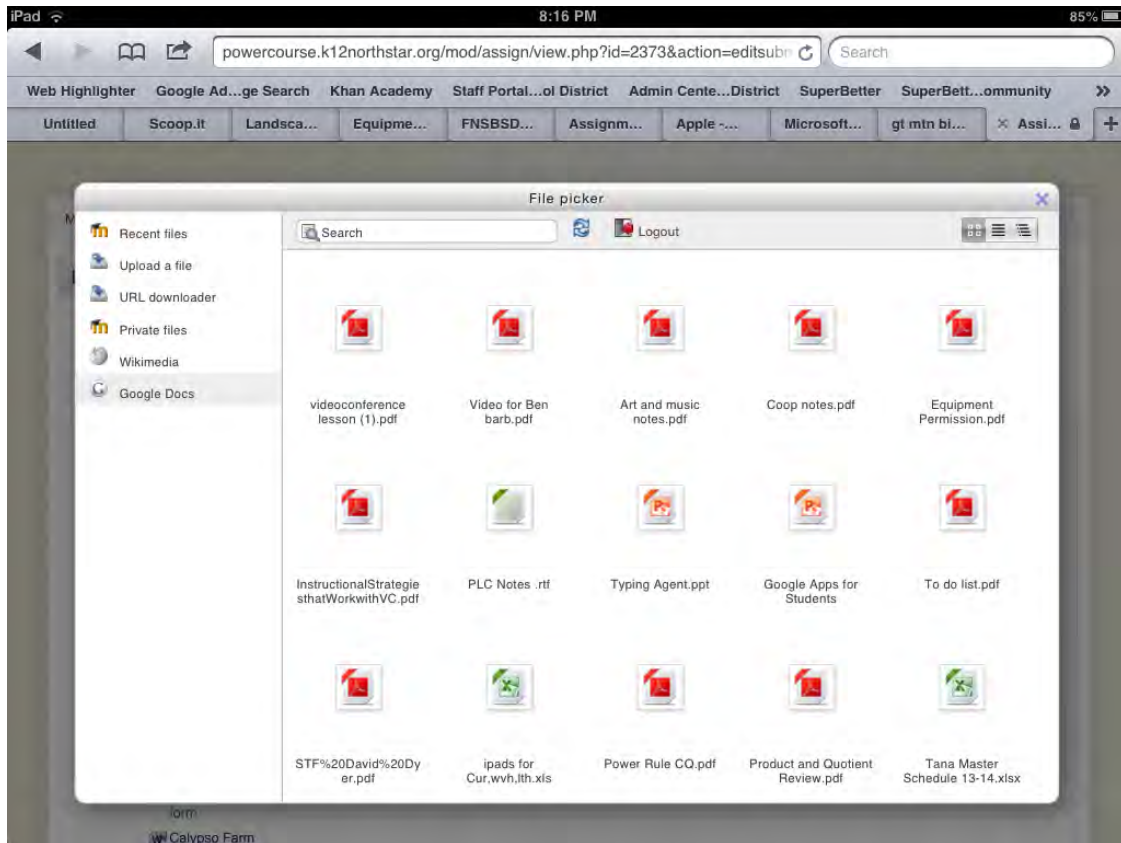 iPad 8:16 PM 85%
powercourse.k12northstar.org/mod/assign/view.php?id=2373&action=editsubm Search
Web Highlighter Google Ad...ge Search Khan Academy Staff Portal...ol District Admin Cente...District SuperBetter SuperBett...ommunity »
Untitled Scoop.it Landsca... Equipme... FNSBSD... Assignm... Apple -... Microsoft... gt mtn bi... Assi...
File picker
Recent files
Upload a file
URL downloader
Private files
Wikimedia
Google Docs
Search Logout
videoconference Video for Ben Art and music Coop notes.pdf Equipment
lesson (1).pdf barb.pdf notes.pdf Permission.pdf
InstructionalStrategie PLC Notes .rtf Typing Agent.ppt Google Apps for To do list.pdf
sthatWorkwithVC.pdf Students
STF%20David%20Dy ipads for Power Rule CQ.pdf Product and Quotient Tana Master
er.pdf Cur,wvh,lth.xls Review.pdf Schedule 13-14.xlsx
form
Calypso Farm